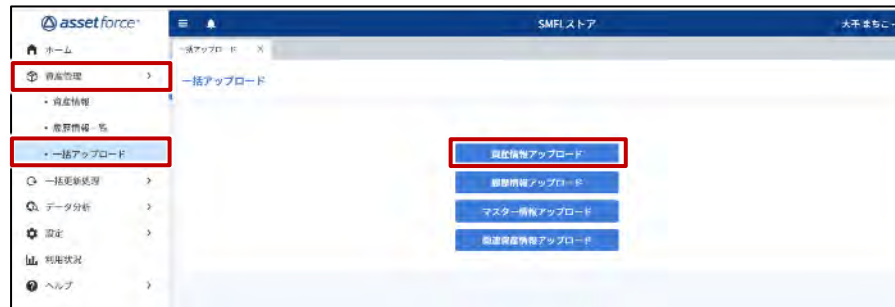 assetforce
SMFLストア
大手まちこ
ホーム
一括アップロード ×
資産管理
一括アップロード
・資産情報
・履歴情報一覧
・一括アップロード
資産情報アップロード
履歴情報アップロード
一括更新処理
マスター情報アップロード
データ分析
関連資産情報アップロード
設定
利用状況
ヘルプ